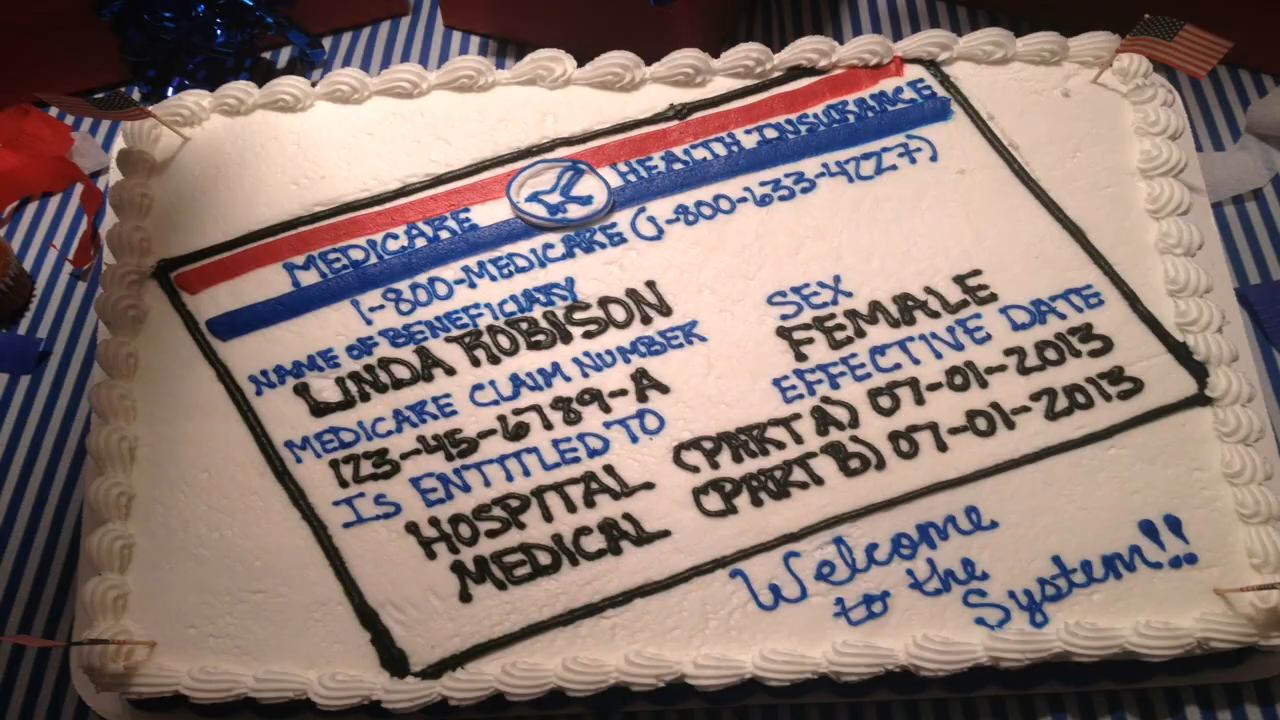 MEDICARE HEALTH INSURANCE
1-800-MEDICARE (1-800-633-4227)
NAME OF BENEFICIARY
LINDA ROBISON
SEX
FEMALE
MEDICARE CLAIM NUMBER
123-45-6789-A
EFFECTIVE DATE
IS ENTITLED TO
HOSPITAL (PART A) 07-01-2013
MEDICAL (PART B) 07-01-2013
Welcome
to the
System!!